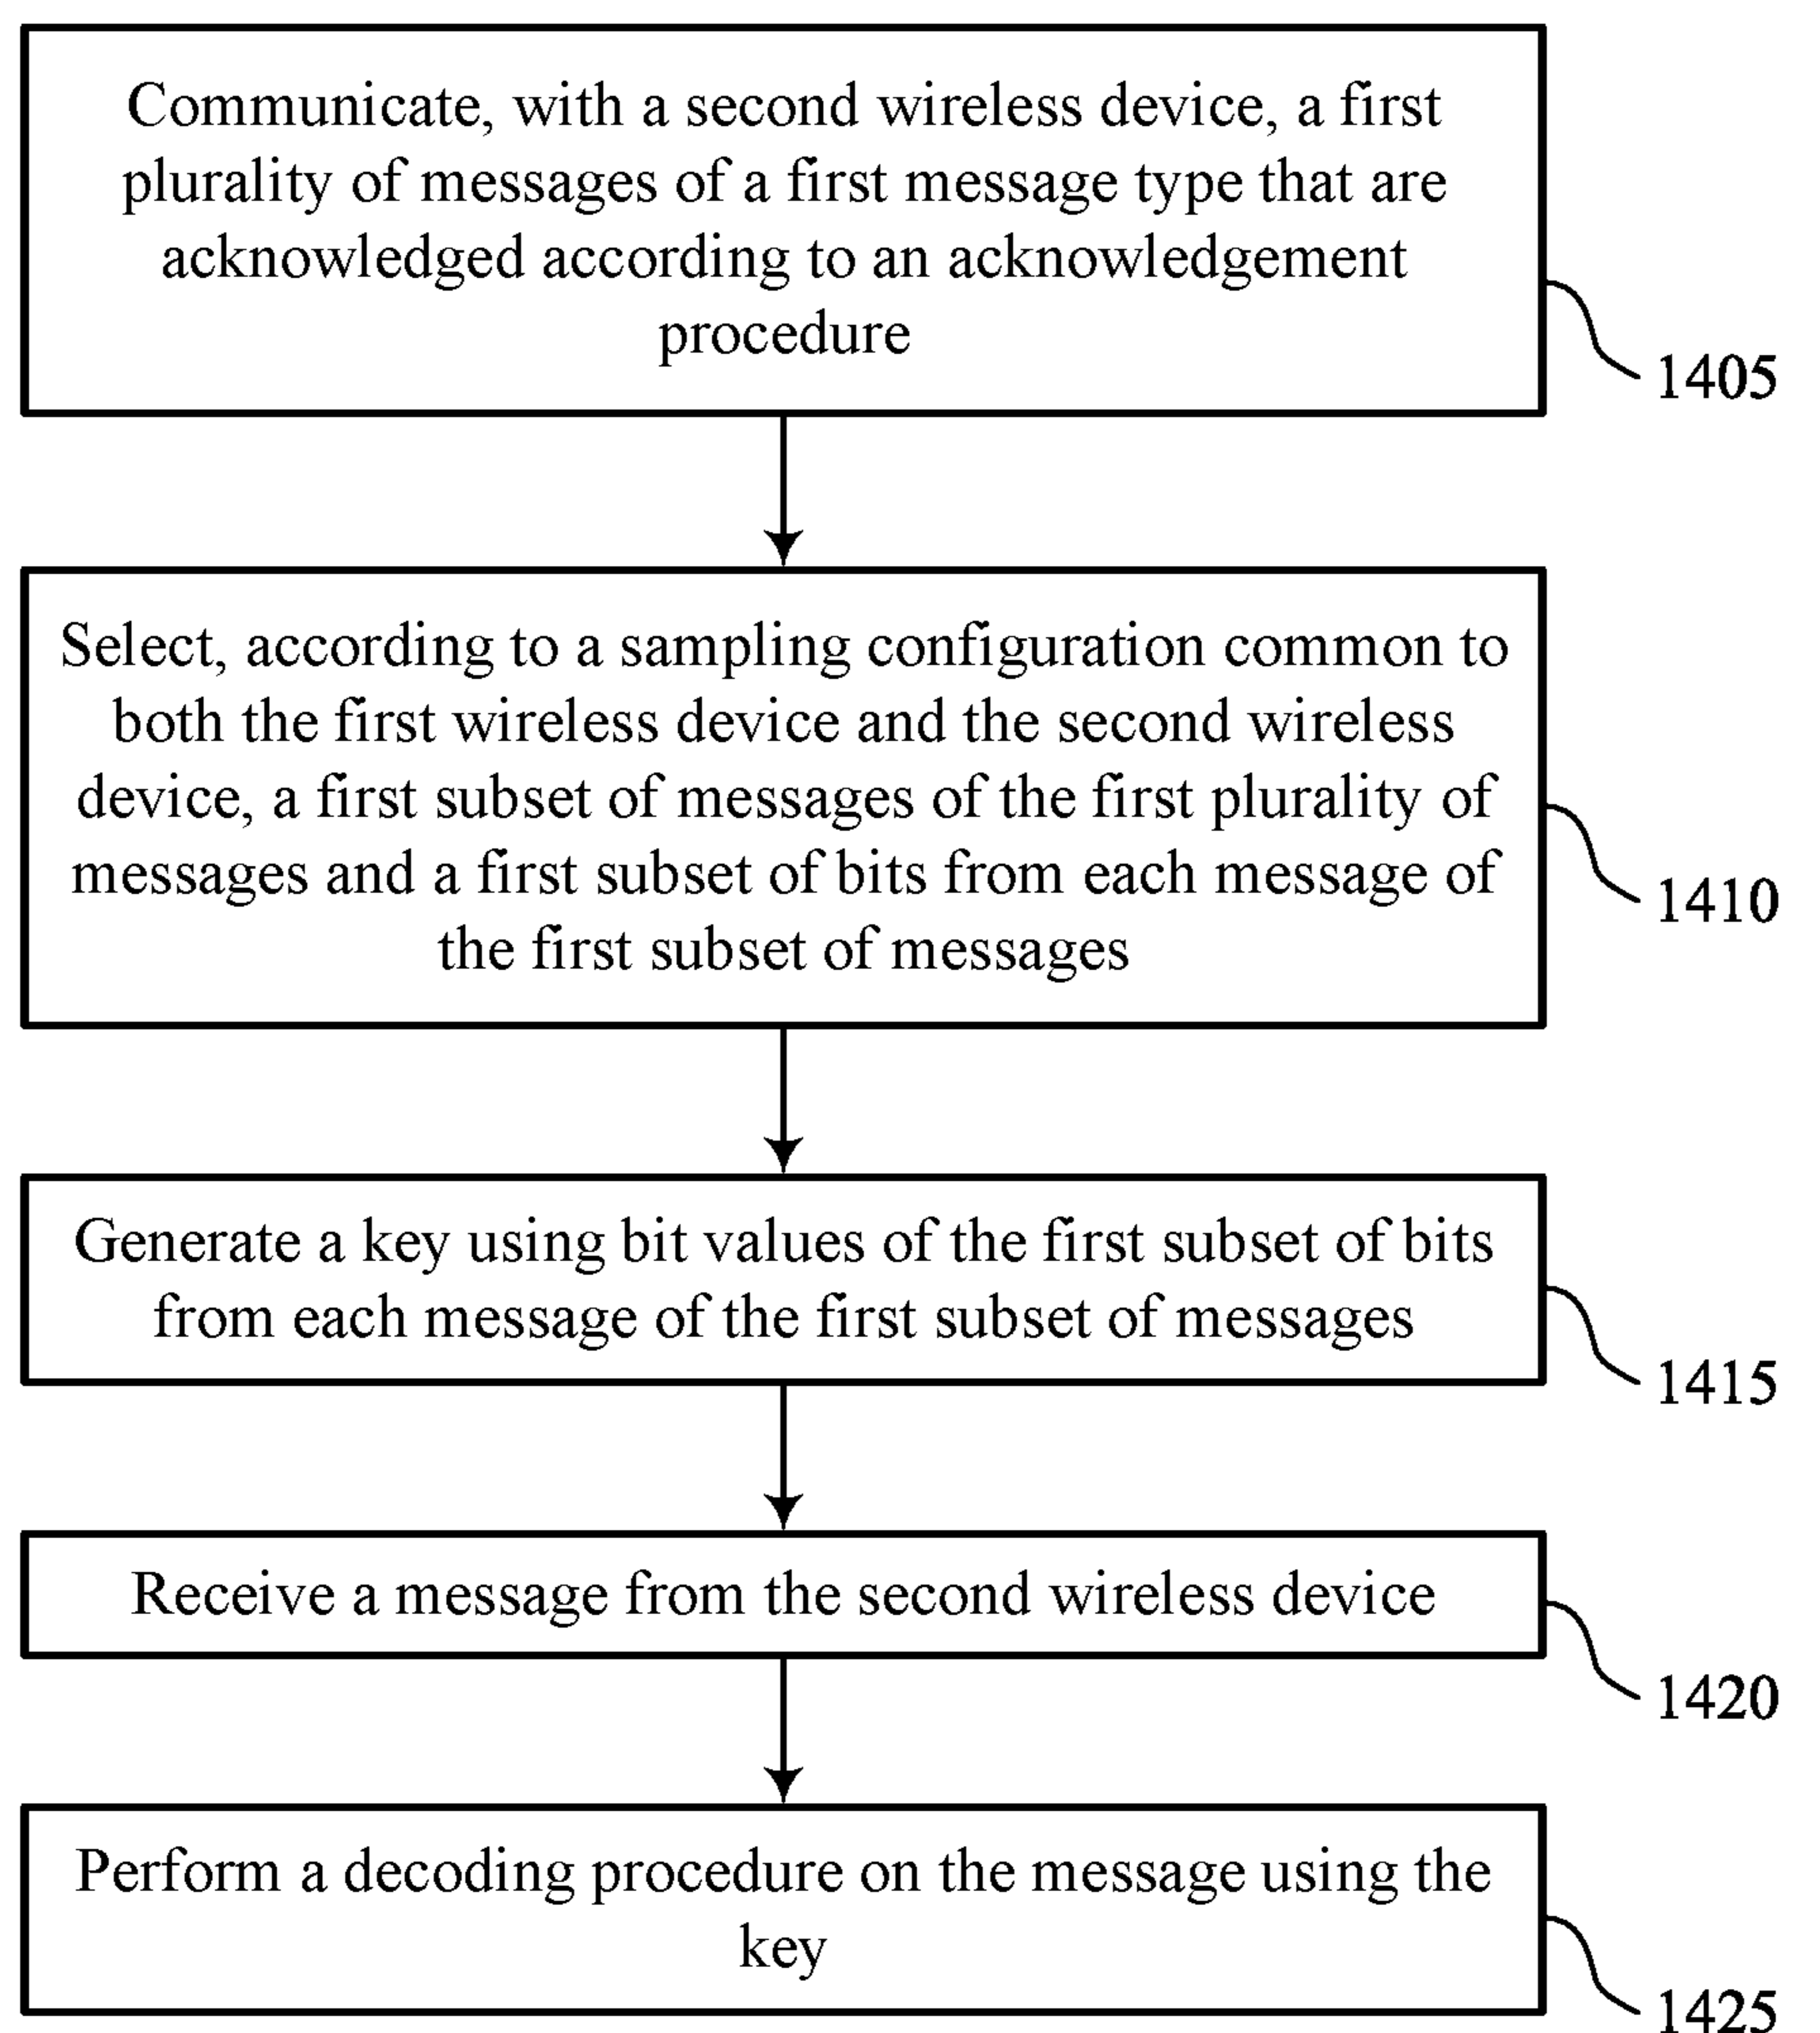 Communicate, with a second wireless device, a first
plurality of messages of a first message type that are
acknowledged according to an acknowledgement
procedure
1405
Select, according to a sampling configuration common to
both the first wireless device and the second wireless
device, a first subset of messages of the first plurality of
messages and a first subset of bits from each message of
the first subset of messages
1410
Generate a key using bit values of the first subset of bits
from each message of the first subset of messages
1415
Receive a message from the second wireless device
1420
Perform a decoding procedure on the message using the
key
1425